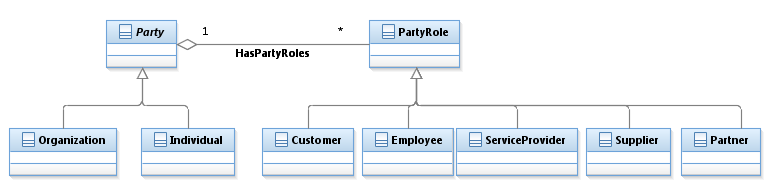 Party
1
*
PartyRole
HasPartyRoles
Organization
Individual
Customer
Employee
ServiceProvider
Supplier
Partner